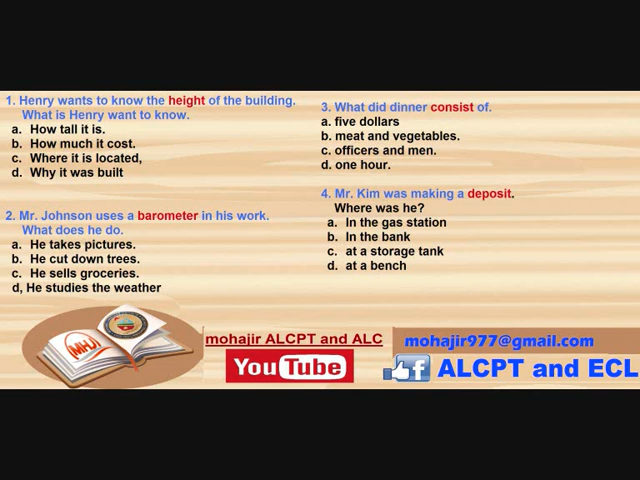 1. Henry wants to know the height of the building.
What is Henry want to know.
a. How tall it is.
b. How much it cost.
c. Where it is located,
d. Why it was built
2. Mr. Johnson uses a barometer in his work.
What does he do.
a. He takes pictures.
b. He cut down trees.
c. He sells groceries.
d, He studies the weather
3. What did dinner consist of.
a. five dollars
b. meat and vegetables.
c. officers and men.
d. one hour.
4. Mr. Kim was making a deposit.
Where was he?
a. In the gas station
b. In the bank
c. at a storage tank
d. at a bench
MHJ
mohajir ALCPT and ALC
YouTube
mohajir977@gmail.com
f ALCPT and ECL